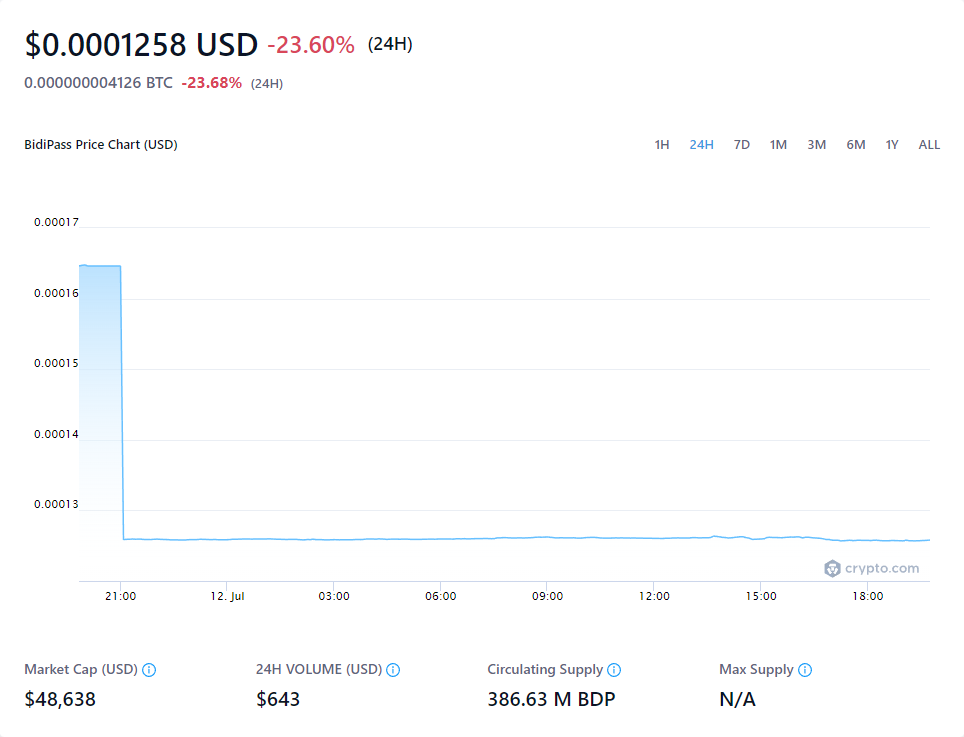 $0.0001258 USD -23.60% (24H)
0.000000004126 BTC -23.68% (24H)
BidiPass Price Chart (USD) 1H 24H 7D 1M 3M 6M 1Y ALL
0.00017
0.00016
0.00015
0.00014
0.00013
crypto.com
21:00 12. Jul 03:00 06:00 09:00 12:00 15:00 18:00
Market Cap (USD) 24H VOLUME (USD) Circulating Supply Max Supply
$48,638 $643 386.63 M BDP N/A